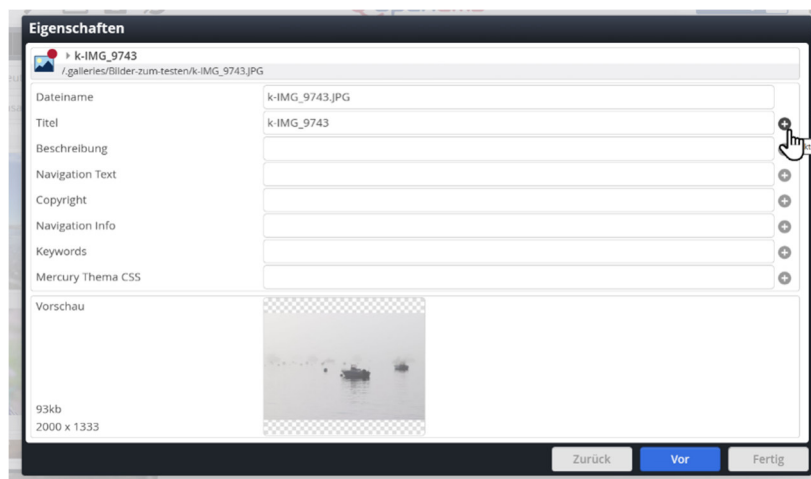 Eigenschaften
k-IMG_9743
/.galleries/Bilder-zum-testen/k-IMG_9743.JPG
Dateiname k-IMG_9743.JPG
Titel k-IMG_9743
Beschreibung
Navigation Text
Copyright
Navigation Info
Keywords
Mercury Thema CSS
Vorschau
93kb
2000 x 1333
Zurück Vor Fertig